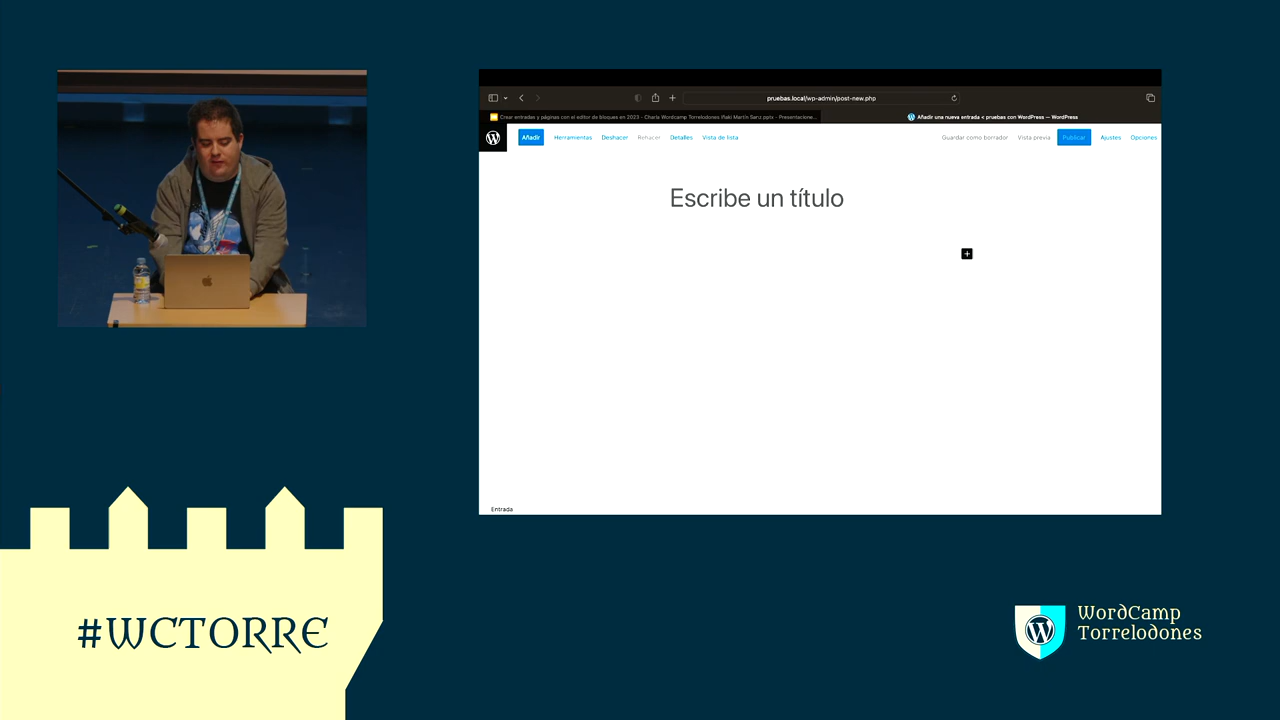 pruebas.local/wp-admin/post-new.php
Crear entradas y páginas con el editor de bloques en 2023 - Charla Wordcamp Torrelodones Iñaki Martín Sanz.pptx - Presentacione...
Añadir una nueva entrada < pruebas con WordPress — WordPress
Añadir Herramientas Deshacer Rehacer Detalles Vista de lista Guardar como borrador Vista previa Publicar Ajustes Opciones
Escribe un título
Entrada
#WCTORRE
WordCamp
Torrelodones